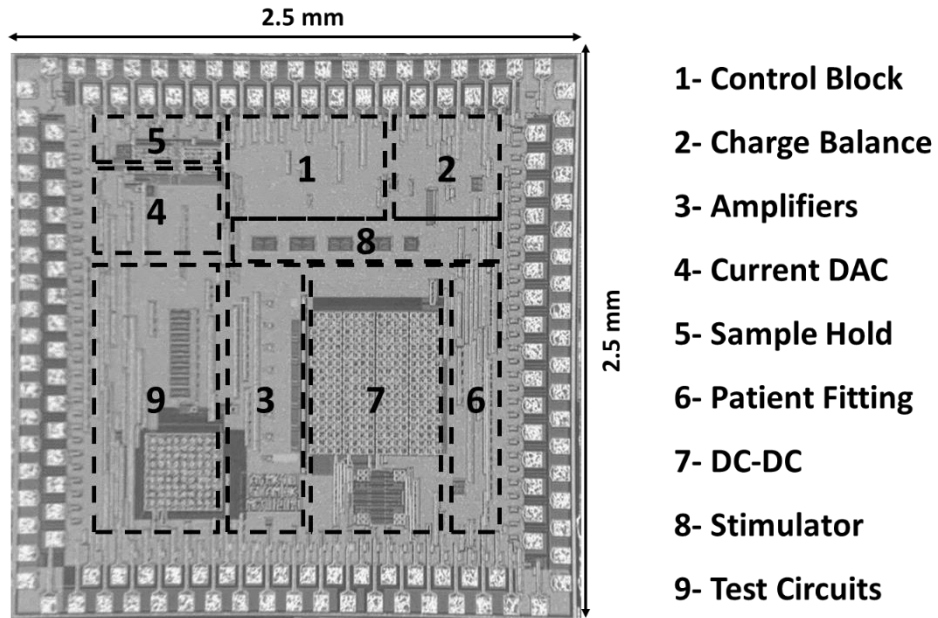 2.5 mm
5
1
2
4
8
9
3
7
6
2.5 mm
1- Control Block
2- Charge Balance
3- Amplifiers
4- Current DAC
5- Sample Hold
6- Patient Fitting
7- DC-DC
8- Stimulator
9- Test Circuits